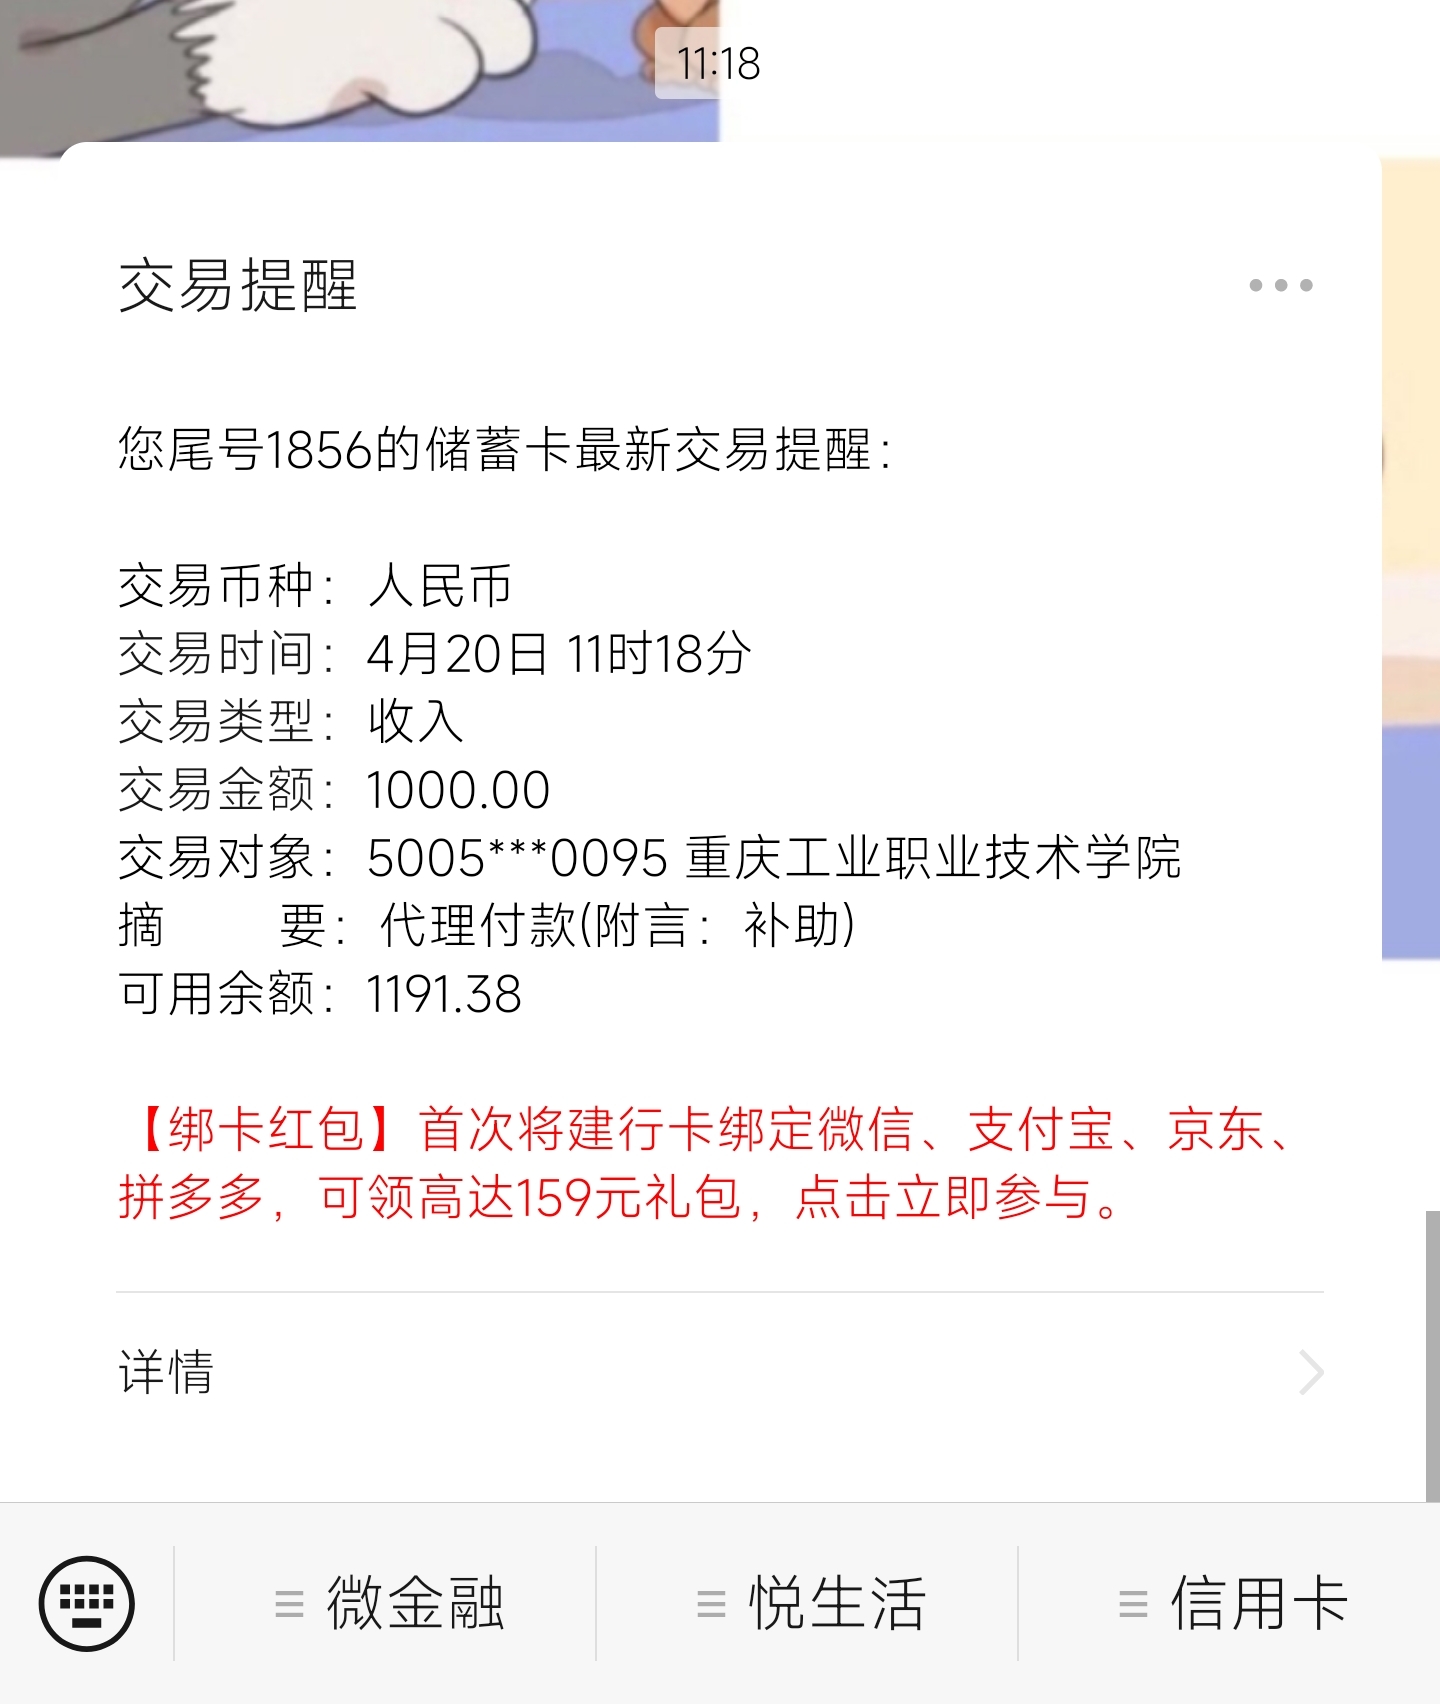 11:18
交易提醒
您尾号1856的储蓄卡最新交易提醒：
交易币种：人民币
交易时间：4月20日 11时18分
交易类型：收入
交易金额：1000.00
交易对象：5005***0095 重庆工业职业技术学院
摘 要：代理付款(附言：补助)
可用余额：1191.38
【绑卡红包】首次将建行卡绑定微信、支付宝、京东、
拼多多，可领高达159元礼包，点击立即参与。
详情
微金融 悦生活 信用卡